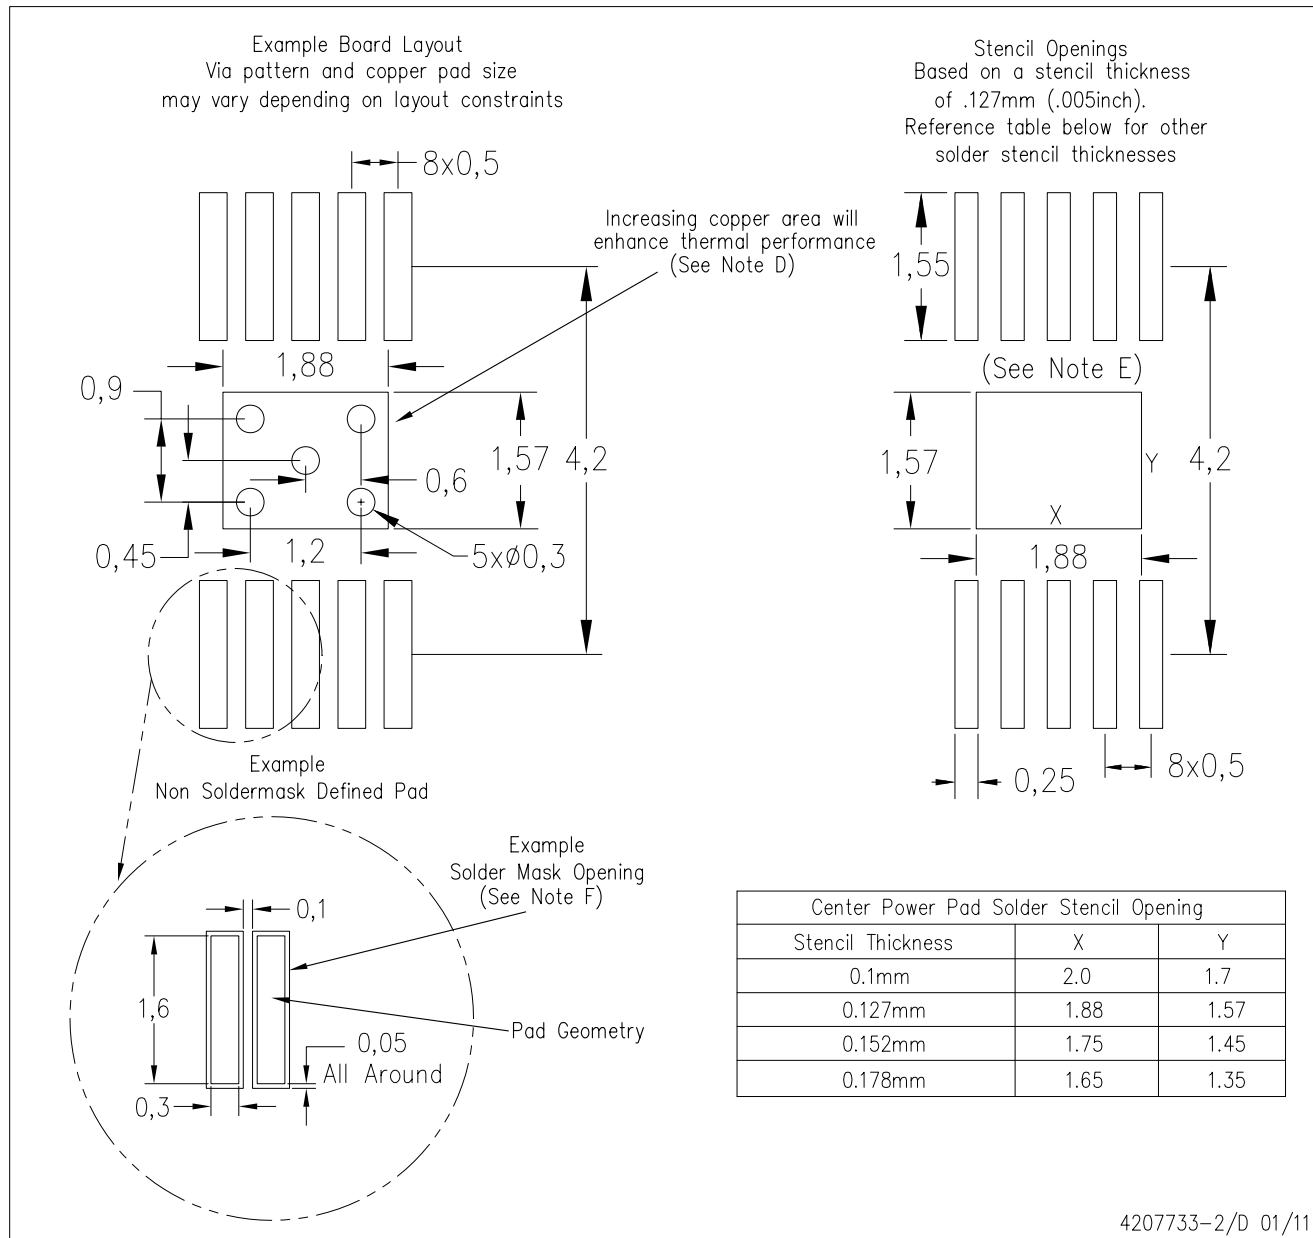 Example Board Layout
Via pattern and copper pad size
may vary depending on layout constraints
8x0,5
Increasing copper area will
enhance thermal performance
(See Note D)
1,88
0,9
1,57
4,2
0,6
0,45
1,2
5xø0,3
Example
Non Soldermask Defined Pad
Example
Solder Mask Opening
(See Note F)
0,1
1,6
Pad Geometry
0,05
All Around
0,3
Stencil Openings
Based on a stencil thickness
of .127mm (.005inch).
Reference table below for other
solder stencil thicknesses
1,55
(See Note E)
1,57
Y
4,2
X
1,88
0,25
8x0,5
Center Power Pad Solder Stencil Opening
Stencil Thickness X Y
0.1mm 2.0 1.7
0.127mm 1.88 1.57
0.152mm 1.75 1.45
0.178mm 1.65 1.35
4207733-2/D 01/11